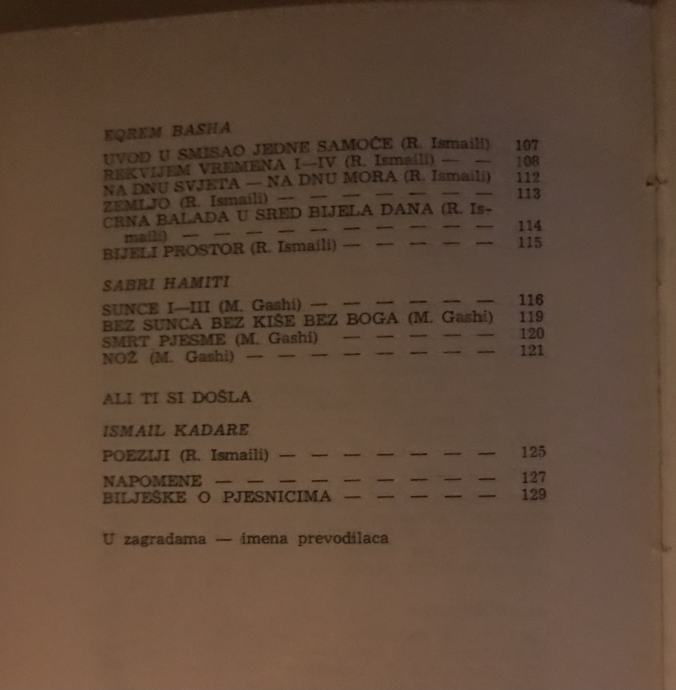 EQREM BASHA
UVOD U SMISAO JEDNE SAMOĆE (R. Ismaili) 107
REKVIJEM VREMENA I—IV (R. Ismaili) — — 108
NA DNU SVJETA — NA DNU MORA (R. Ismaili) 112
ZEMLJO (R. Ismaili) — — — — — — — 113
CRNA BALADA U SRED BIJELA DANA (R. Is-
maili) — — — — — — — — — 114
BIJELI PROSTOR (R. Ismaili) — — — — — 115
SABRI HAMITI
SUNCE I—III (M. Gashi) — — — — — — 116
BEZ SUNCA BEZ KIŠE BEZ BOGA (M. Gashi) 119
SMRT PJESME (M. Gashi) — — — — — 120
NOŽ (M. Gashi) — — — — — — — — 121
ALI TI SI DOŠLA
ISMAIL KADARE
POEZIJI (R. Ismaili) — — — — — — — 125
NAPOMENE — — — — — — — — — 127
BILJEŠKE O PJESNICIMA — — — — — 129
U zagradama — imena prevodilaca